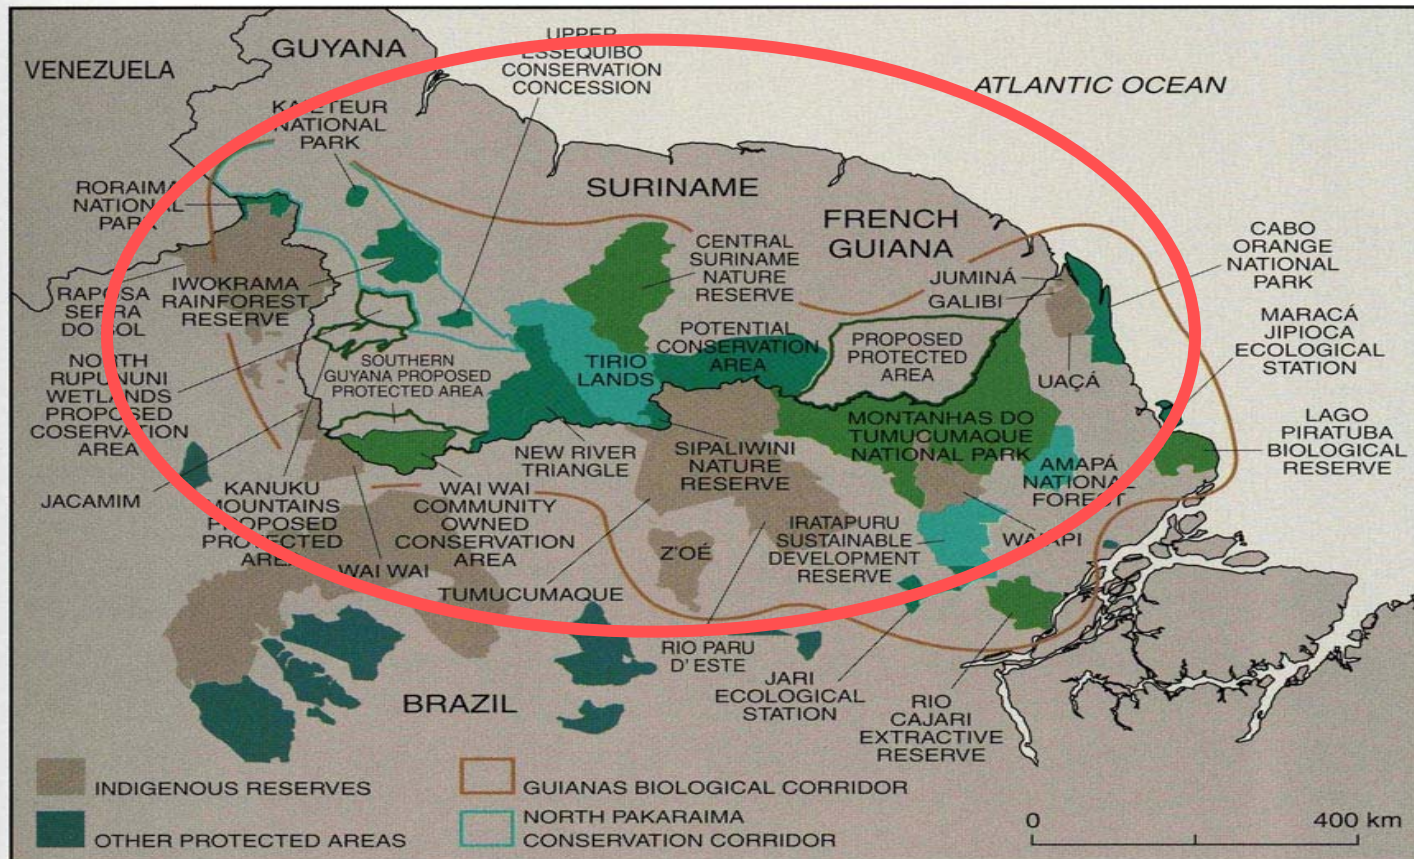 GUYANA
VENEZUELA
UPPER
ESSEQUIBO
CONSERVATION
CONCESSION
ATLANTIC OCEAN
KAIETEUR
NATIONAL
PARK
RORAIMA
NATIONAL
PARK
SURINAME
FRENCH
GUIANA
CABO
ORANGE
NATIONAL
PARK
CENTRAL
SURINAME
NATURE
RESERVE
JUMINÁ
GALIBI
IWOKRAMA
RAINFOREST
RESERVE
RAPOSA
SERRA
DO SOL
MARACÁ
JIPIOCA
ECOLOGICAL
STATION
POTENTIAL
CONSERVATION
AREA
PROPOSED
PROTECTED
AREA
NORTH
RUPUNUNI
WETLANDS
PROPOSED
COSERVATION
AREA
SOUTHERN
GUYANA PROPOSED
PROTECTED AREA
TIRIO
LANDS
UAÇÁ
LAGO
PIRATUBA
BIOLOGICAL
RESERVE
MONTANHAS DO
TUMUCUMAQUE
NATIONAL PARK
NEW RIVER
TRIANGLE
SIPALIWINI
NATURE
RESERVE
AMAPÁ
NATIONAL
FOREST
JACAMIM
KANUKU
MOUNTAINS
PROPOSED
PROTECTED
AREA
WAI WAI
COMMUNITY
OWNED
CONSERVATION
AREA
IRATAPURU
SUSTAINABLE
DEVELOPMENT
RESERVE
WAIAPI
Z'OÉ
WAI WAI
TUMUCUMAQUE
RIO PARU
D' ESTE
JARI
ECOLOGICAL
STATION
RIO
CAJARI
EXTRACTIVE
RESERVE
BRAZIL
INDIGENOUS RESERVES
GUIANAS BIOLOGICAL CORRIDOR
OTHER PROTECTED AREAS
NORTH PAKARAIMA
CONSERVATION CORRIDOR
0 400 km